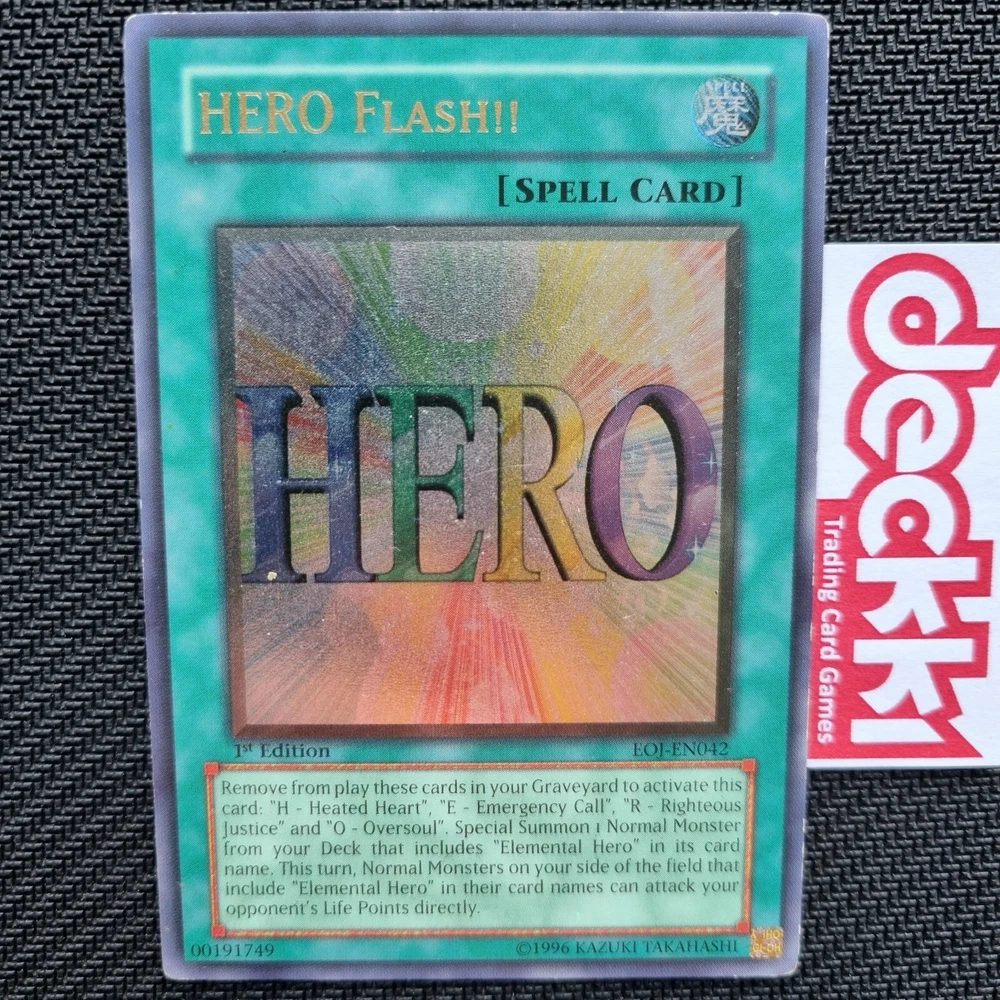 HERO FLASH!!
SPELL
魔
[SPELL CARD]
HERO
1st Edition
EOJ-EN042
Remove from play these cards in your Graveyard to activate this
card: "H - Heated Heart", "E - Emergency Call", "R - Righteous
Justice" and "O - Oversoul". Special Summon 1 Normal Monster
from your Deck that includes "Elemental Hero" in its card
name. This turn, Normal Monsters on your side of the field that
include "Elemental Hero" in their card names can attack your
opponent's Life Points directly.
00191749
©1996 KAZUKI TAKAHASHI
dekki
Trading Card Games